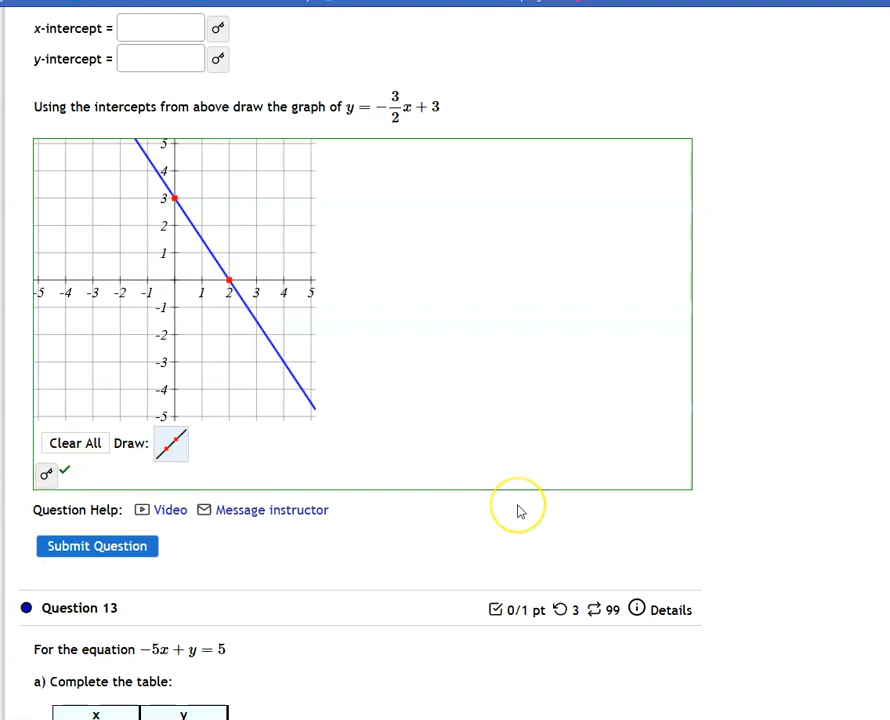 x-intercept =
y-intercept =
Using the intercepts from above draw the graph of y = −3/2x + 3
5
4
3
2
1
-5 -4 -3 -2 -1 1 2 3 4 5
-1
-2
-3
-4
-5
Clear All Draw:
Question Help: Video Message instructor
Submit Question
Question 13 0/1 pt 3 99 Details
For the equation −5x + y = 5
a) Complete the table:
x y